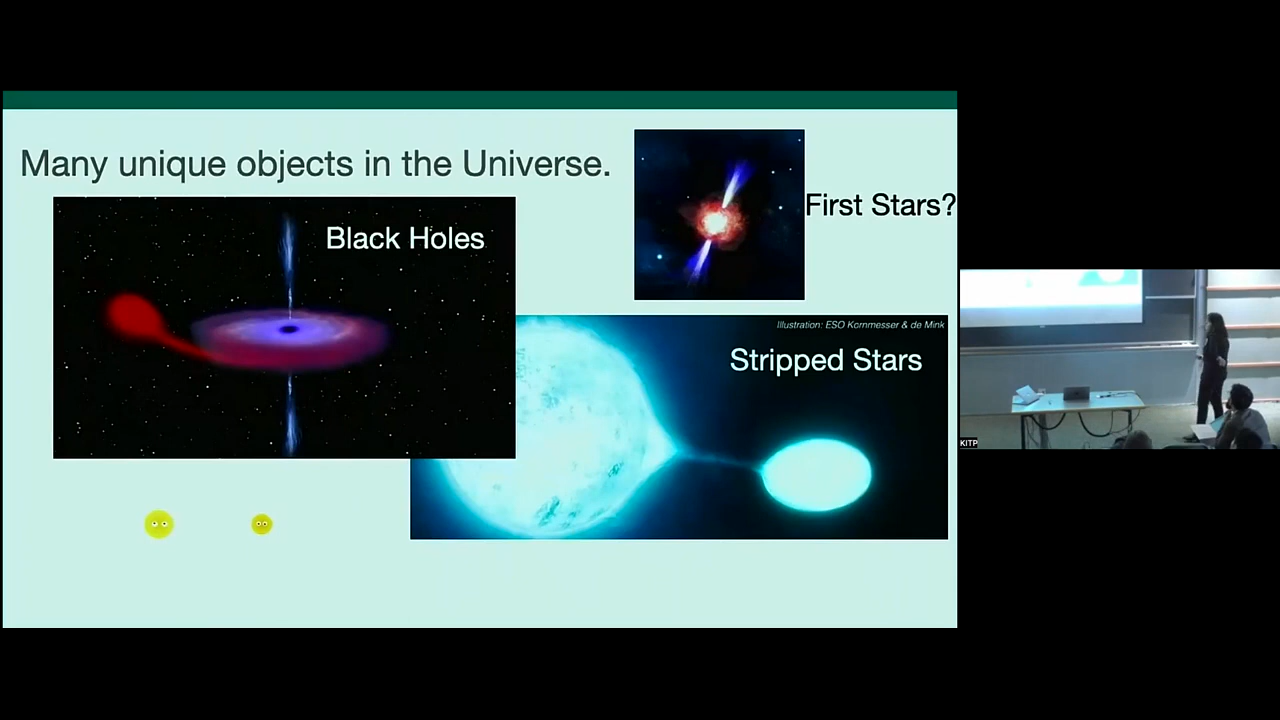 Many unique objects in the Universe.
Black Holes
First Stars?
Illustration: ESO Kornmesser & de Mink
Stripped Stars
KITP